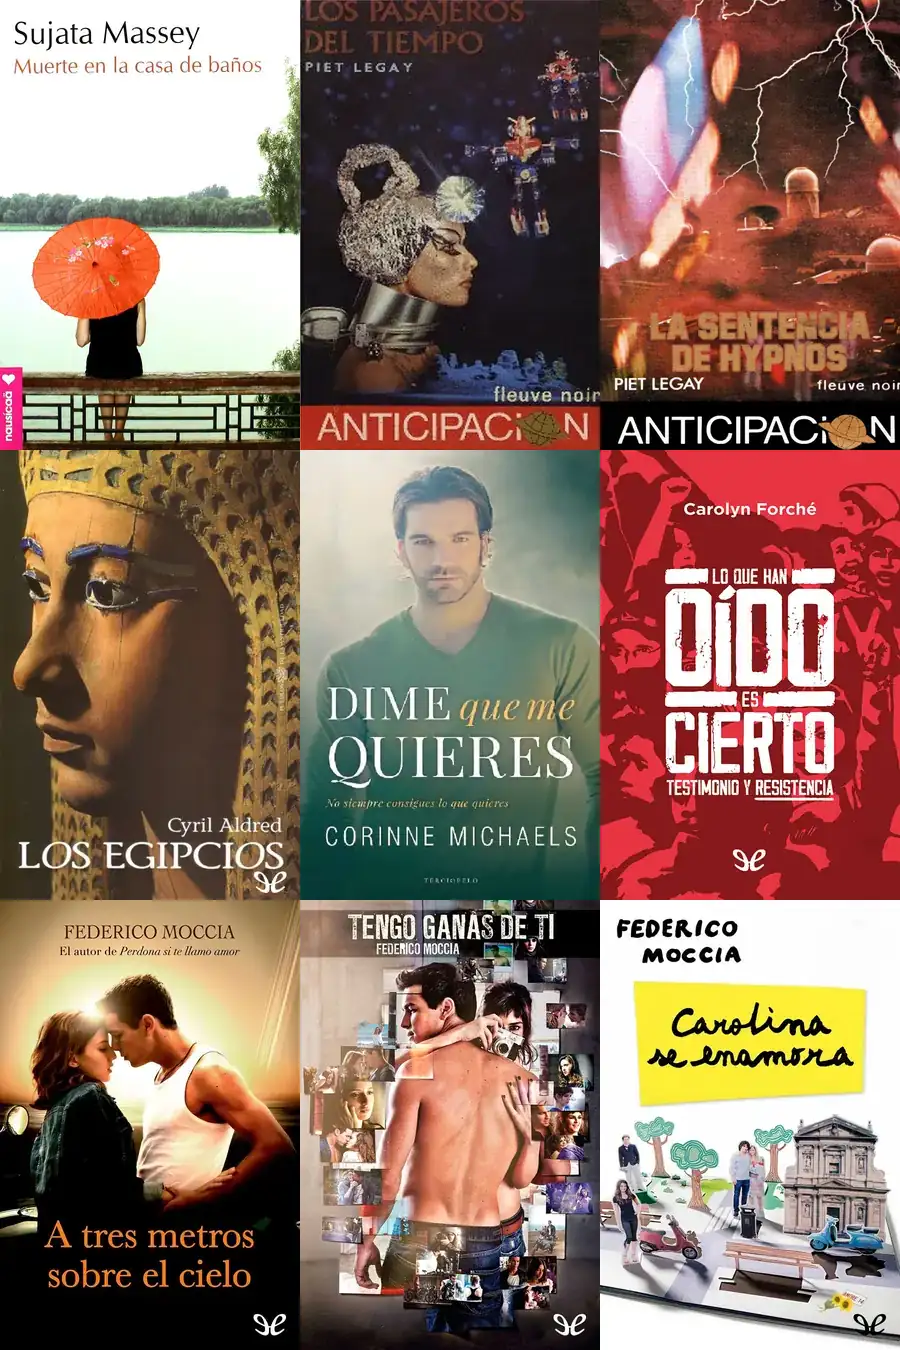 Sujata Massey
Muerte en la casa de baños
nausicaä
LOS PASAJEROS
DEL TIEMPO
PIET LEGAY
fleuve noir
ANTICIPACION
LA SENTENCIA
DE HYPNOS
PIET LEGAY
fleuve noir
ANTICIPACION
Cyril Aldred
LOS EGIPCIOS
DIME que me
QUIERES
No siempre consigues lo que quieres
CORINNE MICHAELS
TERCIOPELO
Carolyn Forché
LO QUE HAN
OÍDO
ES
CIERTO
TESTIMONIO Y RESISTENCIA
FEDERICO MOCCIA
El autor de Perdona si te llamo amor
A tres metros
sobre el cielo
TENGO GANAS DE TI
FEDERICO MOCCIA
FEDERICO
MOCCIA
Carolina
se enamora